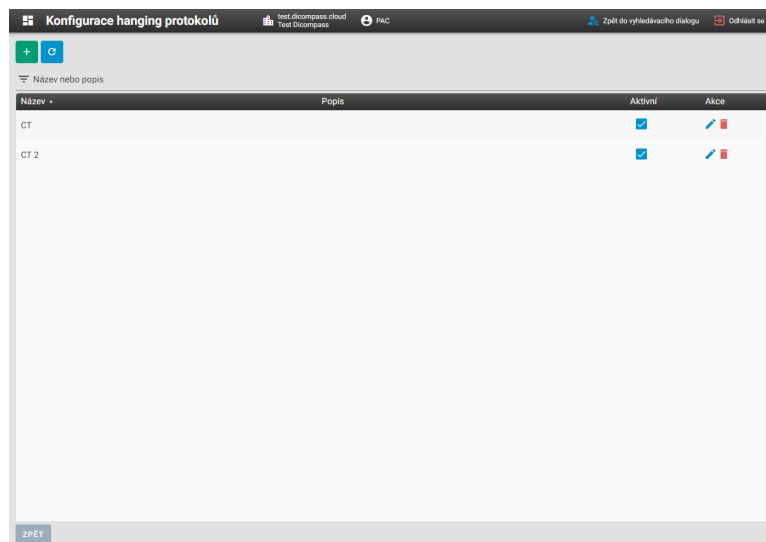 Konfigurace hanging protokolů
test.dicompass.cloud
Test Dicompass
PAC
Zpět do vyhledávacího dialogu
Odhlásit se
Název nebo popis
Název Popis Aktivní Akce
CT
CT 2
ZPĚT